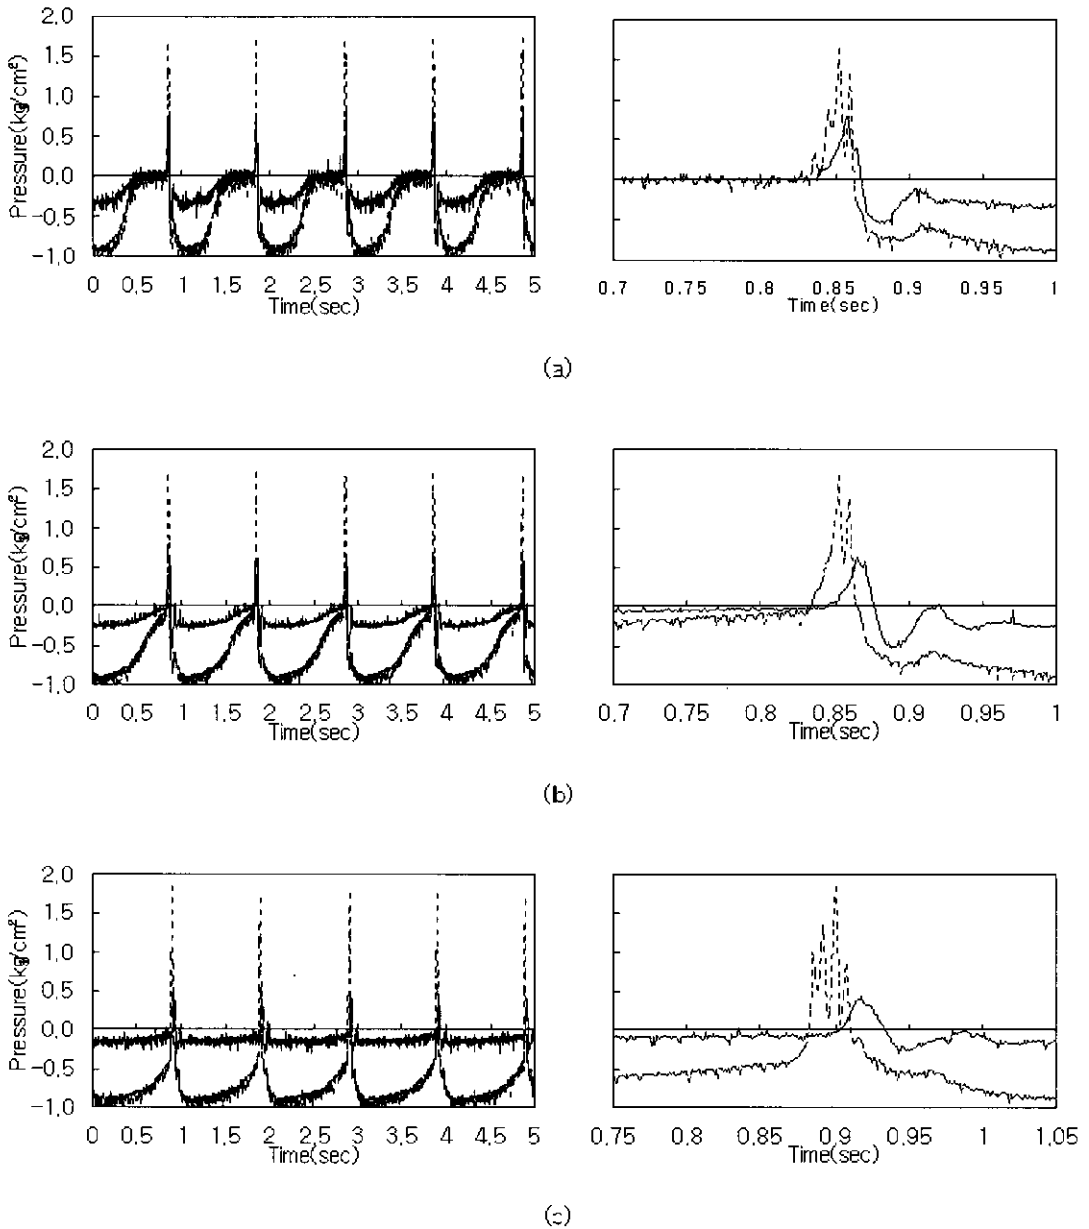 Pressure(kg/cm²)
2,0
1,5
1,0
0,5
0,0
-0,5
-1,0
0 0,5 1 1,5 2 2,5 3 3,5 4 4,5 5
Time(sec)
0.7 0.75 0.8 0.85 0.9 0.95 1
Time(sec)
(a)
Pressure(kg/cm²)
2,0
1,5
1,0
0,5
0,0
-0,5
-1,0
0 0,5 1 1,5 2 2,5 3 3,5 4 4,5 5
Time(sec)
0,7 0,75 0,8 0,85 0,9 0,95 1
Time(sec)
(b)
Pressure(kg/cm²)
2,0
1,5
1,0
0,5
0,0
-0,5
-1,0
0 0,5 1 1,5 2 2,5 3 3,5 4 4,5 5
Time(sec)
0,75 0,8 0,85 0,9 0,95 1 1,05
Time(sec)
(c)